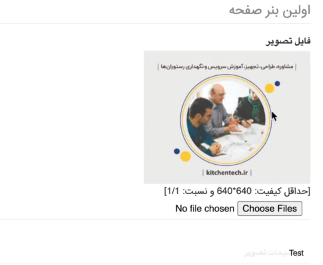 اولین بنر صفحه
فایل تصویر
| مشاوره، طراحی، تجهیز، آموزش سرویس و نگهداری رستوران‌ها |
| kitchentech.ir |
[حداقل کیفیت: 640*640 و نسبت: 1/1]
Choose Files No file chosen
Test
تصویر